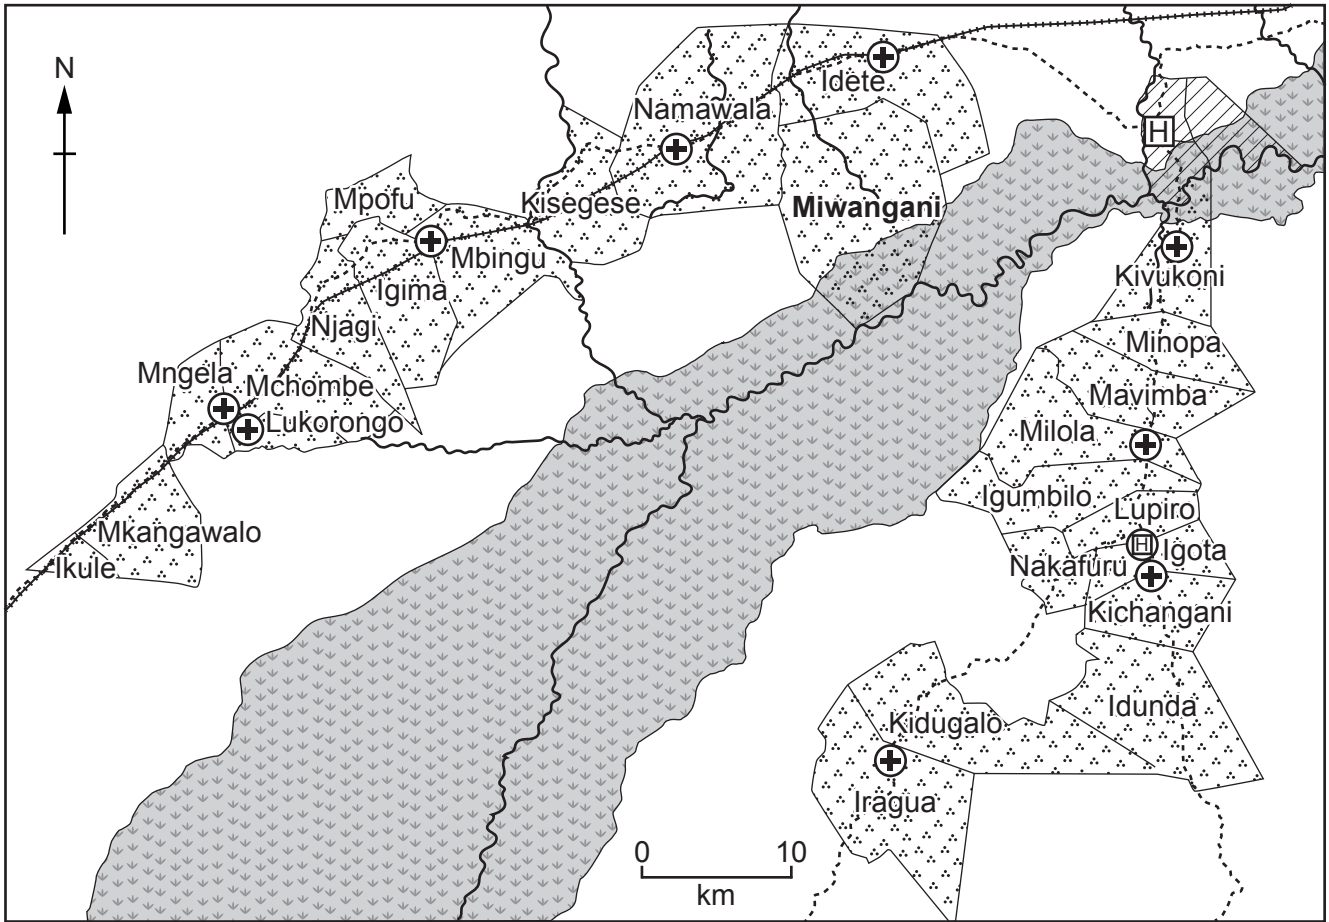 N
Idete
Namawala
H
Mpofu
Kisegese
Miwangani
Mbingu
Kivukoni
Igima
Njagi
Minopa
Mngela
Mchombe
Mavimba
Lukorongo
Milola
Igumbilo
Lupiro
Mkangawalo
H
Igota
Ikule
Nakafuru
Kichangani
Idunda
Kidugalo
Iragua
0 10
km